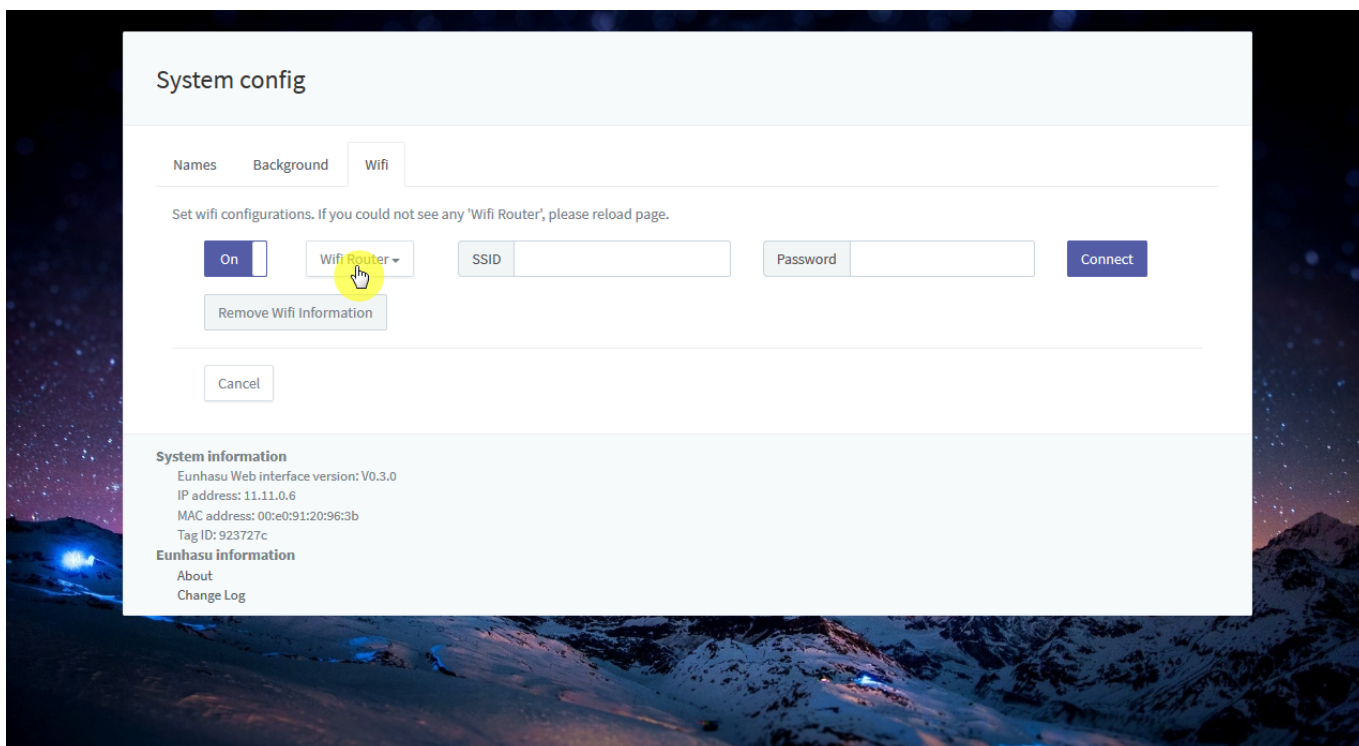 System config
Names Background Wifi
Set wifi configurations. If you could not see any 'Wifi Router', please reload page.
On Wifi Router SSID Password Connect
Remove Wifi Information
Cancel
System information
Eunhasu Web interface version: V0.3.0
IP address: 11.11.0.6
MAC address: 00:e0:91:20:96:3b
Tag ID: 923727c
Eunhasu information
About
Change Log